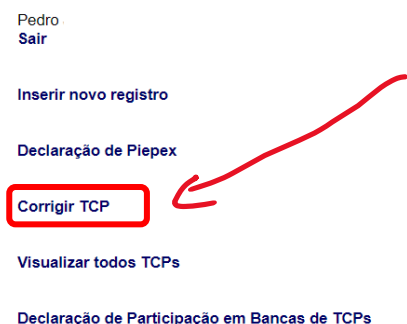 Pedro
Sair
Inserir novo registro
Declaração de Piepex
Corrigir TCP
Visualizar todos TCPs
Declaração de Participação em Bancas de TCPs